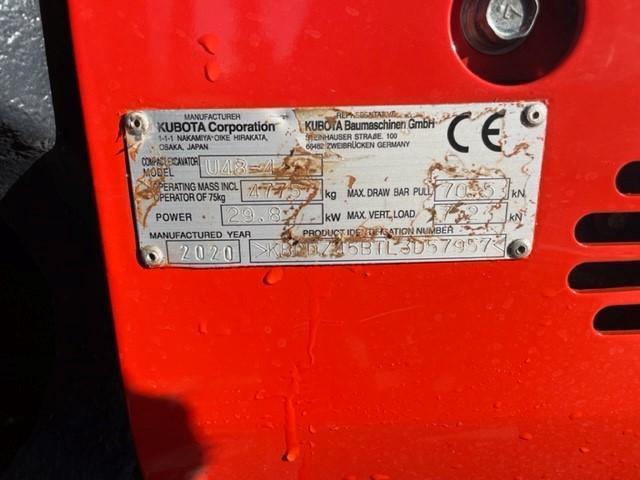 MANUFACTURER
KUBOTA Corporation
1-1-1 NAKAMIYA-OIKE HIRAKATA,
OSAKA, JAPAN
REPRESENTATIVE
KUBOTA Baumaschinen GmbH
STEINHAUSER STRAßE. 100
66482 ZWEIBRÜCKEN GERMANY
CE
COMPACT EXCAVATOR
MODEL U48-4
OPERATING MASS INCL
OPERATOR OF 75kg 4775 kg MAX. DRAW BAR PULL kN
POWER 29.8 kW MAX. VERT. LOAD kN
MANUFACTURED YEAR PRODUCT IDENTIFICATION NUMBER
2020